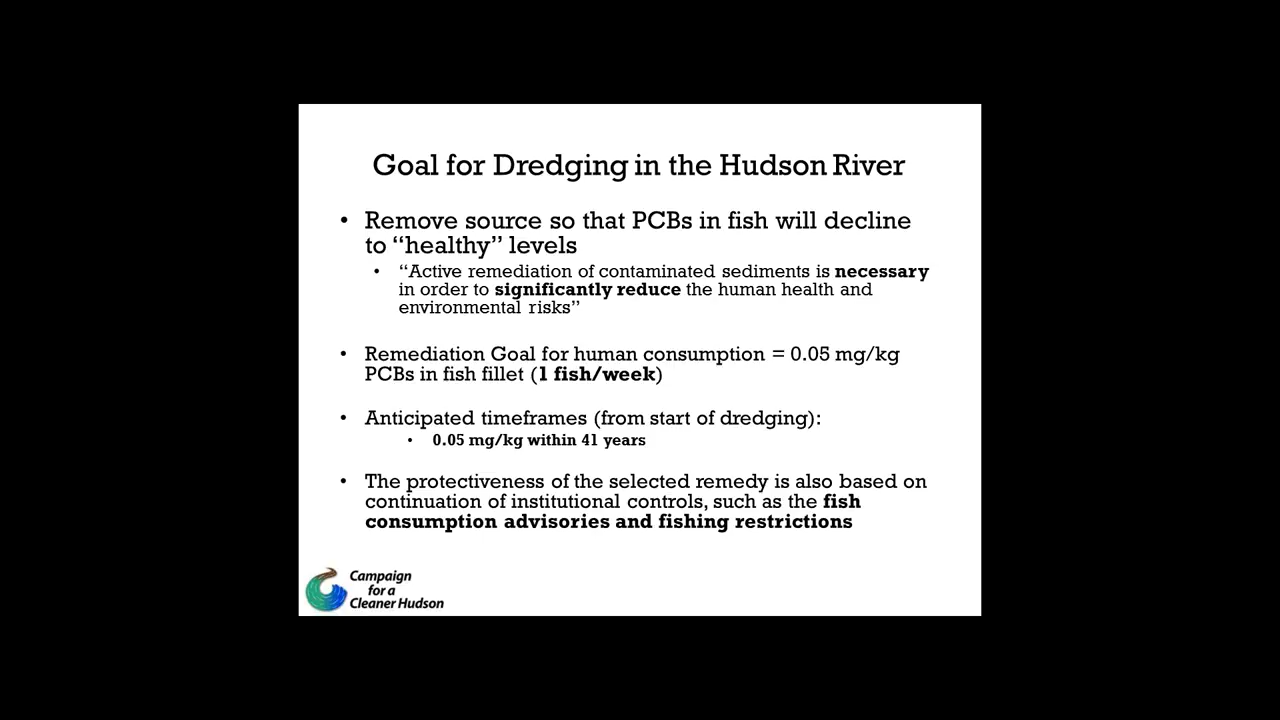 Goal for Dredging in the Hudson River
• Remove source so that PCBs in fish will decline
to “healthy” levels
• “Active remediation of contaminated sediments is necessary
in order to significantly reduce the human health and
environmental risks”
• Remediation Goal for human consumption = 0.05 mg/kg
PCBs in fish fillet (1 fish/week)
• Anticipated timeframes (from start of dredging):
• 0.05 mg/kg within 41 years
• The protectiveness of the selected remedy is also based on
continuation of institutional controls, such as the fish
consumption advisories and fishing restrictions
Campaign
for a
Cleaner Hudson